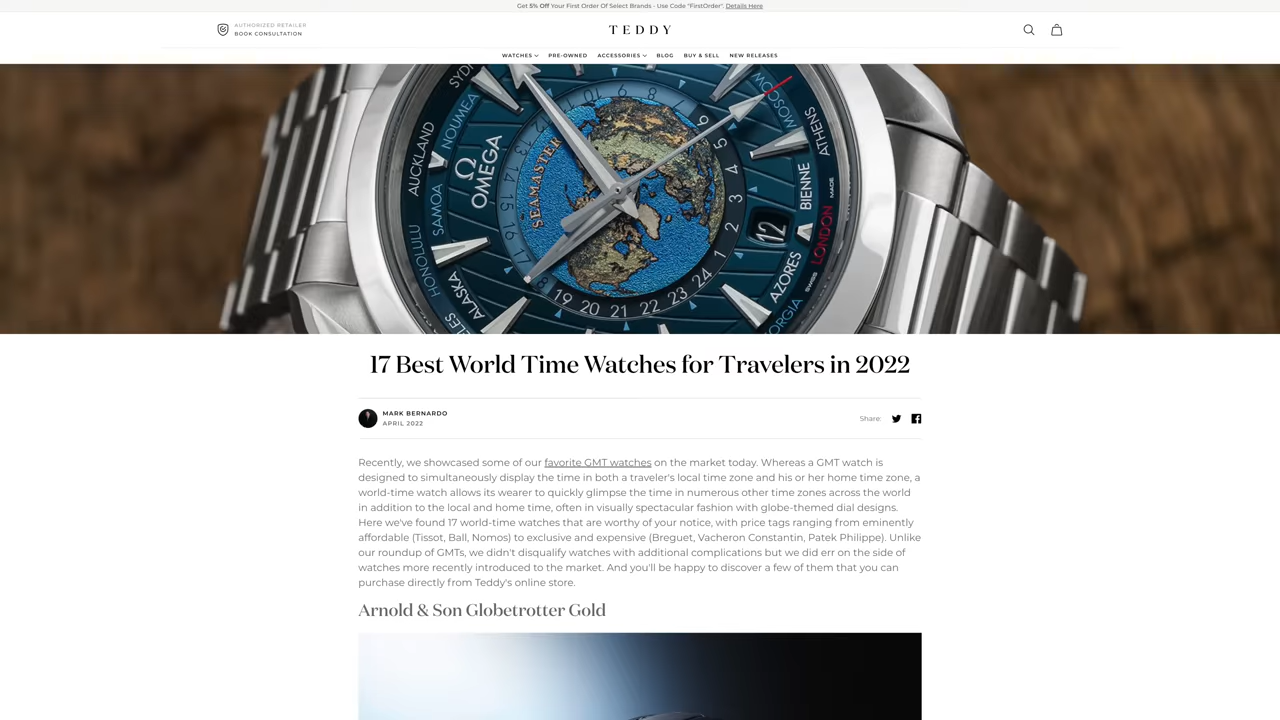 Get 5% Off Your First Order Of Select Brands - Use Code "FirstOrder". Details Here
AUTHORIZED RETAILER
BOOK CONSULTATION
TEDDY
WATCHES PRE-OWNED ACCESSORIES BLOG BUY & SELL NEW RELEASES
AUCKLAND
NOUMEA
SAMOA
HONOLULU
ALASKA
Ω
OMEGA
SEAMASTER
MOSCOW
ATHENS
BIENNE
LONDON
AZORES
SWISS
MADE
12
19 20 21 22 23 24 1 2 3
17 Best World Time Watches for Travelers in 2022
MARK BERNARDO
APRIL 2022
Share:
Recently, we showcased some of our favorite GMT watches on the market today. Whereas a GMT watch is
designed to simultaneously display the time in both a traveler's local time zone and his or her home time zone, a
world-time watch allows its wearer to quickly glimpse the time in numerous other time zones across the world
in addition to the local and home time, often in visually spectacular fashion with globe-themed dial designs.
Here we've found 17 world-time watches that are worthy of your notice, with price tags ranging from eminently
affordable (Tissot, Ball, Nomos) to exclusive and expensive (Breguet, Vacheron Constantin, Patek Philippe). Unlike
our roundup of GMTs, we didn't disqualify watches with additional complications but we did err on the side of
watches more recently introduced to the market. And you'll be happy to discover a few of them that you can
purchase directly from Teddy's online store.
Arnold & Son Globetrotter Gold